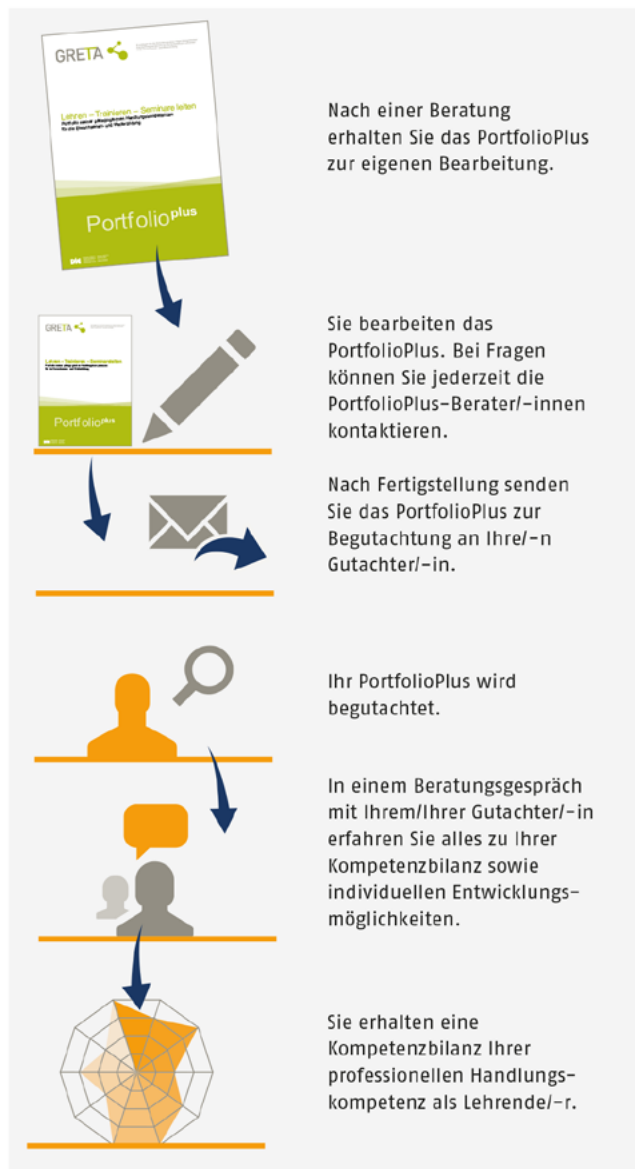 GRETA
Lehren – Trainieren – Seminare leiten
Portfolio
plus
Nach einer Beratung
erhalten Sie das PortfolioPlus
zur eigenen Bearbeitung.
GRETA
Portfolio
plus
Sie bearbeiten das
PortfolioPlus. Bei Fragen
können Sie jederzeit die
PortfolioPlus-Berater/-innen
kontaktieren.
Nach Fertigstellung senden
Sie das PortfolioPlus zur
Begutachtung an Ihre/-n
Gutachter/-in.
Ihr PortfolioPlus wird
begutachtet.
In einem Beratungsgespräch
mit Ihrem/Ihrer Gutachter/-in
erfahren Sie alles zu Ihrer
Kompetenzbilanz sowie
individuellen Entwicklungs-
möglichkeiten.
Sie erhalten eine
Kompetenzbilanz Ihrer
professionellen Handlungs-
kompetenz als Lehrende/-r.